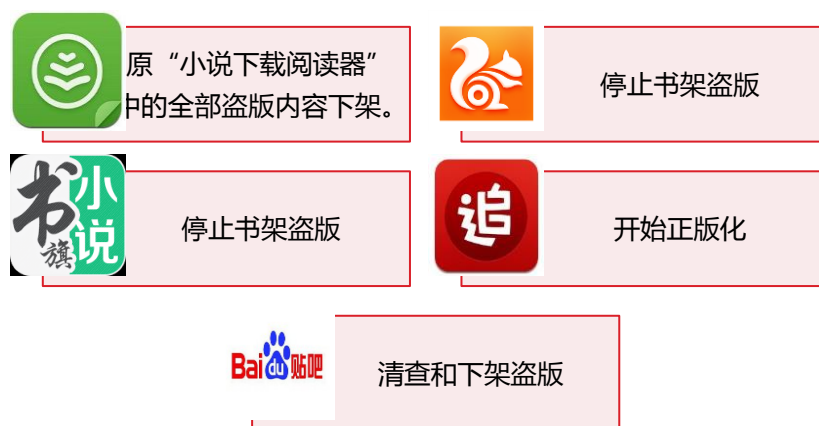 原“小说下载阅读器”
中的全部盗版内容下架。
停止书架盗版
书旗小说
停止书架盗版
追
开始正版化
Baidu贴吧
清查和下架盗版